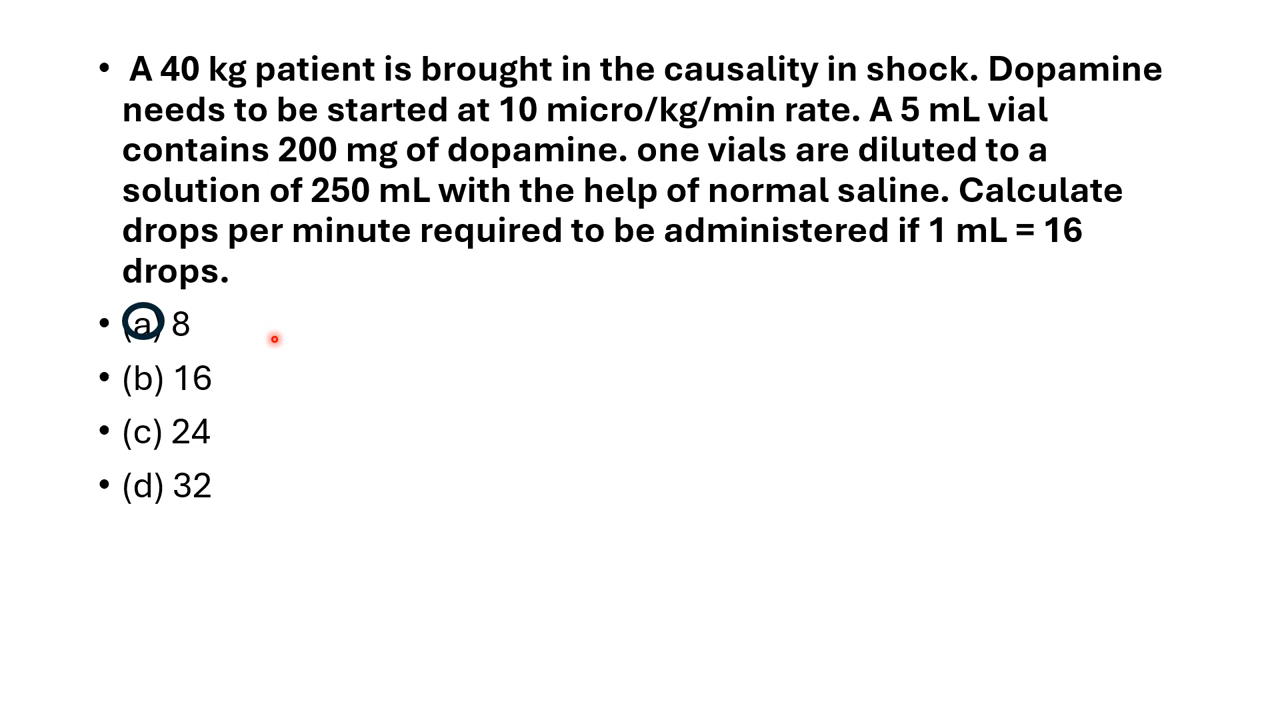 • A 40 kg patient is brought in the causality in shock. Dopamine
needs to be started at 10 micro/kg/min rate. A 5 mL vial
contains 200 mg of dopamine. one vials are diluted to a
solution of 250 mL with the help of normal saline. Calculate
drops per minute required to be administered if 1 mL = 16
drops.
• (a) 8
• (b) 16
• (c) 24
• (d) 32